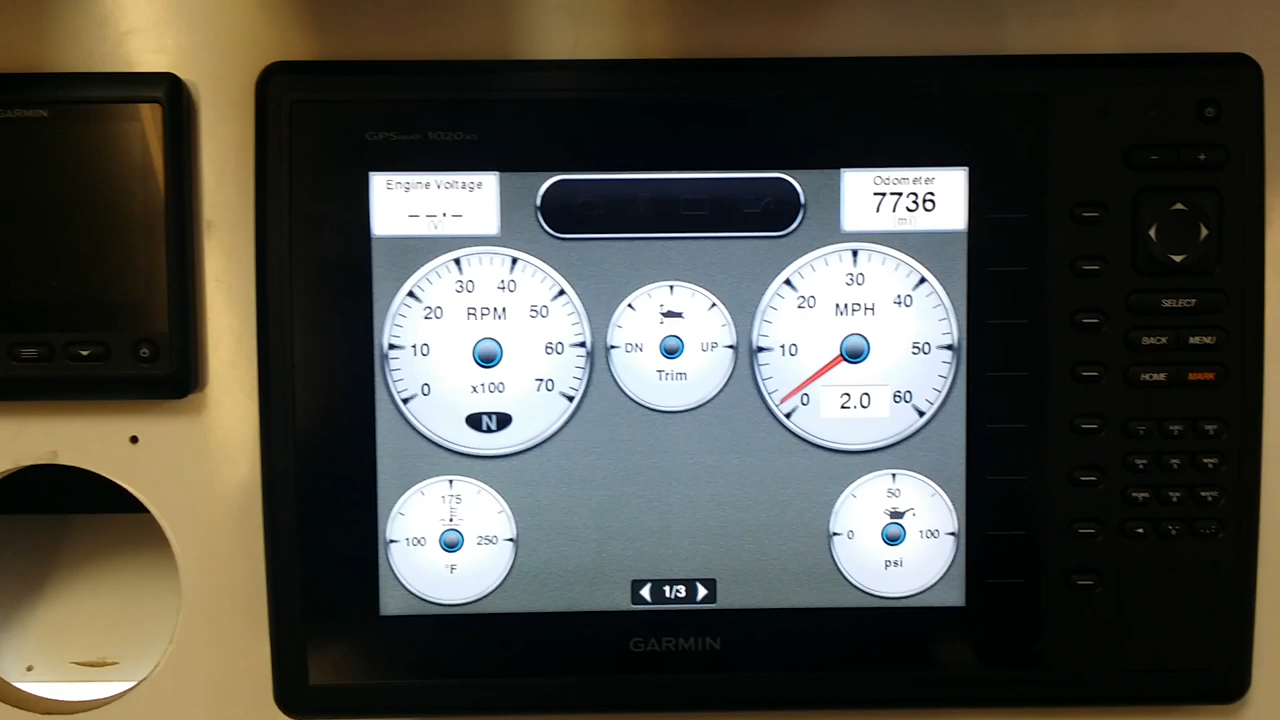 GARMIN
GPSMAP 1020xs
Engine Voltage
--.-
(V)
Odometer
7736
(mi)
0
10
20
30
40
50
60
70
RPM
x100
N
DN
UP
Trim
0
10
20
30
40
50
60
MPH
2.0
100
175
250
°F
0
50
100
psi
1/3
GARMIN
−
+
SELECT
BACK
MENU
HOME
MARK